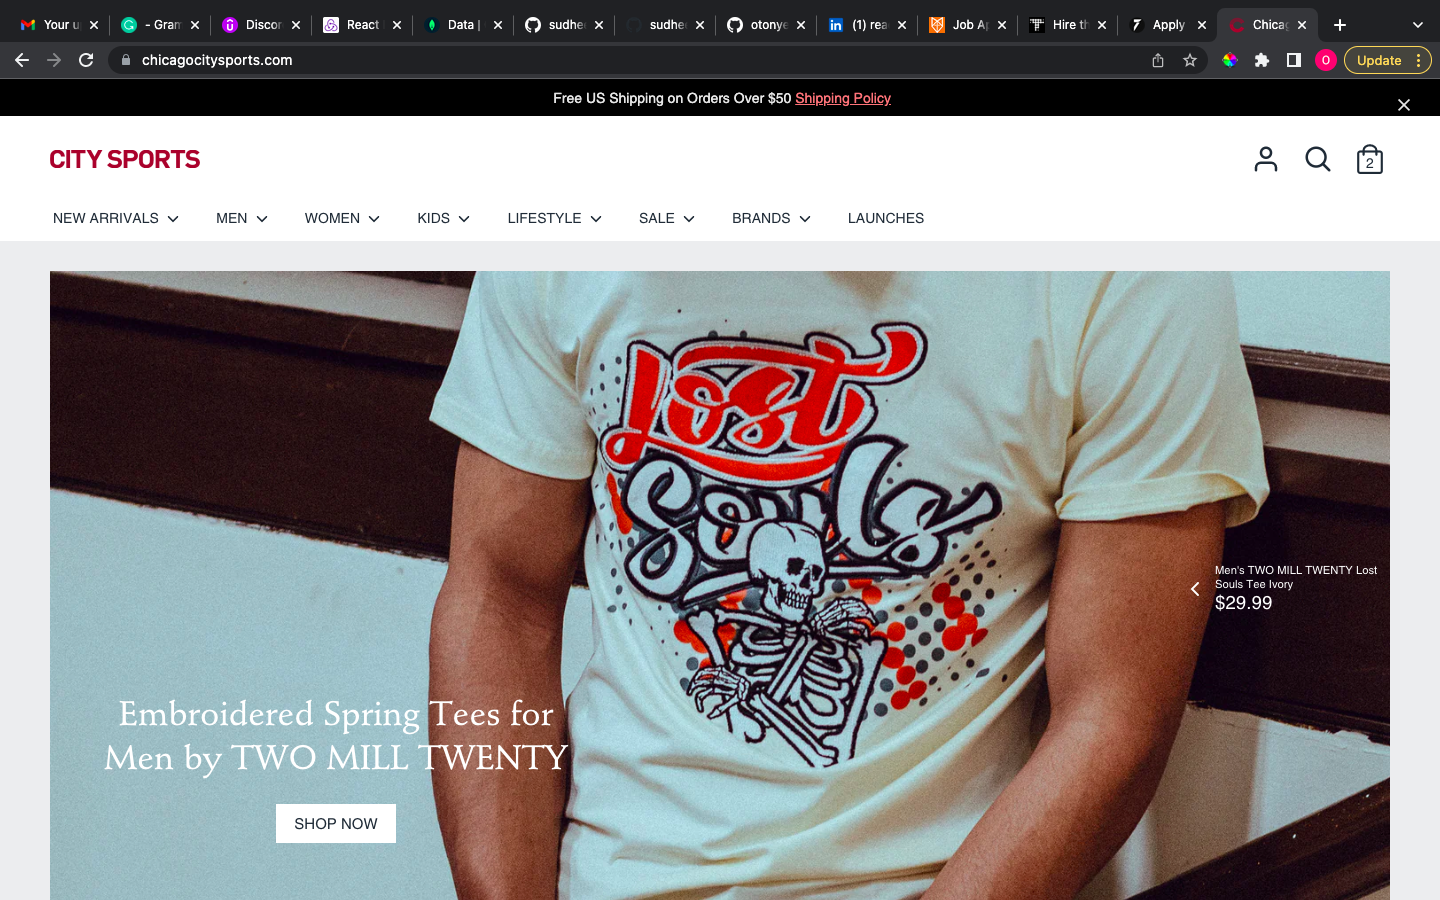 Your u
- Gram
Discor
React
Data |
sudhe
sudhe
otonye
(1) rea
Job Ap
Hire th
Apply
Chicag
chicagocitysports.com
O
Update
Free US Shipping on Orders Over $50 Shipping Policy
CITY SPORTS
2
NEW ARRIVALS MEN WOMEN KIDS LIFESTYLE SALE BRANDS LAUNCHES
Lost
Souls
Men's TWO MILL TWENTY Lost
Souls Tee Ivory
$29.99
Embroidered Spring Tees for
Men by TWO MILL TWENTY
SHOP NOW